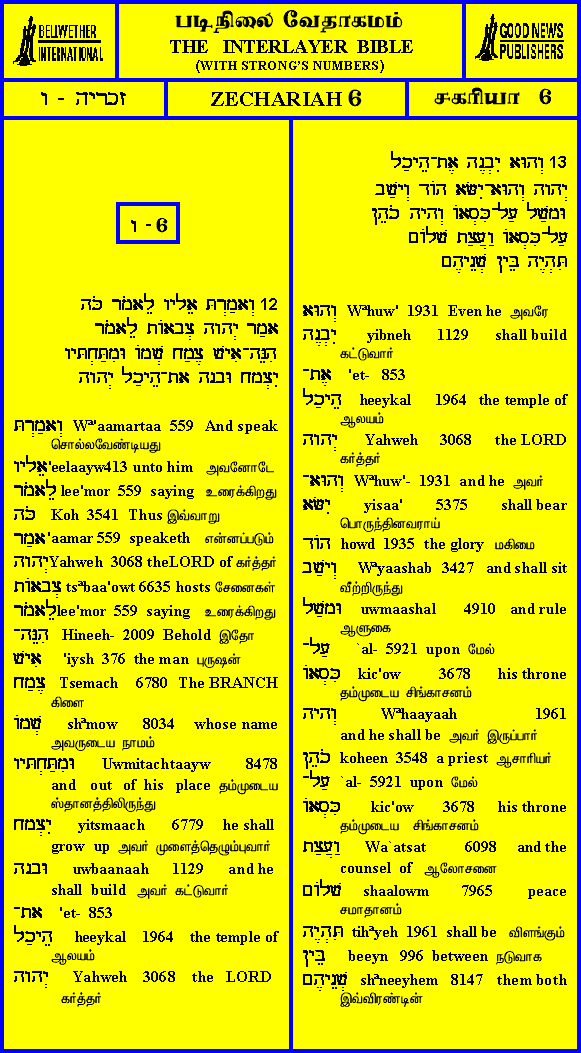 BELLWETHER
INTERNATIONAL
படிநிலை வேதாகமம்
THE INTERLAYER BIBLE
(WITH STRONG'S NUMBERS)
GOOD NEWS
PUBLISHERS
זכריה - ו
ZECHARIAH 6
சகரியா 6
ו - 6
12 וְאָמַרְתָּ אֵלָיו לֵאמֹר כֹּה
אָמַר יְהוָה צְבָאוֹת לֵאמֹר
הִנֵּה־אִישׁ צֶמַח שְׁמוֹ וּמִתַּחְתָּיו
יִצְמָח וּבָנָה אֶת־הֵיכַל יְהוָה
וְאָמַרְתָּ Wª'aamartaa 559 And speak
சொல்லவேண்டியது
אֵלָיו 'eelaayw413 unto him அவனோடே
לֵאמֹר lee'mor 559 saying உரைக்கிறது
כֹּה Koh 3541 Thus இவ்வாறு
אָמַר 'aamar 559 speaketh என்னப்படும்
יְהוָה Yahweh 3068 theLORD of கர்த்தர்
צְבָאוֹת tsªbaa'owt 6635 hosts சேனைகள்
לֵאמֹר lee'mor 559 saying உரைக்கிறது
הִנֵּה־ Hineeh- 2009 Behold இதோ
אִישׁ 'iysh 376 the man புருஷன்
צֶמַח Tsemach 6780 The BRANCH
கிளை
שְׁמוֹ shªmow 8034 whose name
அவருடைய நாமம்
וּמִתַּחְתָּיו Uwmitachtaayw 8478
and out of his place தம்முடைய
ஸ்தானத்திலிருந்து
יִצְמָח yitsmaach 6779 he shall
grow up அவர் முளைத்தெழும்புவார்
וּבָנָה uwbaanaah 1129 and he
shall build அவர் கட்டுவார்
אֶת־ 'et- 853
הֵיכַל heeykal 1964 the temple of
ஆலயம்
יְהוָה Yahweh 3068 the LORD
கர்த்தர்
13 וְהוּא יִבְנֶה אֶת־הֵיכַל
יְהוָה וְהוּא־יִשָּׂא הוֹד וְיָשַׁב
וּמָשַׁל עַל־כִּסְאוֹ וְהָיָה כֹהֵן
עַל־כִּסְאוֹ וַעֲצַת שָׁלוֹם
תִּהְיֶה בֵּין שְׁנֵיהֶם
וְהוּא Wªhuw' 1931 Even he அவரே
יִבְנֶה yibneh 1129 shall build
கட்டுவார்
אֶת־ 'et- 853
הֵיכַל heeykal 1964 the temple of
ஆலயம்
יְהוָה Yahweh 3068 the LORD
கர்த்தர்
וְהוּא־ Wªhuw'- 1931 and he அவர்
יִשָּׂא yisaa' 5375 shall bear
பொருந்தினவராய்
הוֹד howd 1935 the glory மகிமை
וְיָשַׁב Wªyaashab 3427 and shall sit
வீற்றிருந்து
וּמָשַׁל uwmaashal 4910 and rule
ஆளுகை
עַל־ `al- 5921 upon மேல்
כִּסְאוֹ kic'ow 3678 his throne
தம்முடைய சிங்காசனம்
וְהָיָה Wªhaayaah 1961
and he shall be அவர் இருப்பார்
כֹהֵן koheen 3548 a priest ஆசாரியர்
עַל־ `al- 5921 upon மேல்
כִּסְאוֹ kic'ow 3678 his throne
தம்முடைய சிங்காசனம்
וַעֲצַת Wa`atsat 6098 and the
counsel of ஆலோசனை
שָׁלוֹם shaalowm 7965 peace
சமாதானம்
תִּהְיֶה tihªyeh 1961 shall be விளங்கும்
בֵּין beeyn 996 between நடுவாக
שְׁנֵיהֶם shªneeyhem 8147 them both
இவ்விரண்டின்